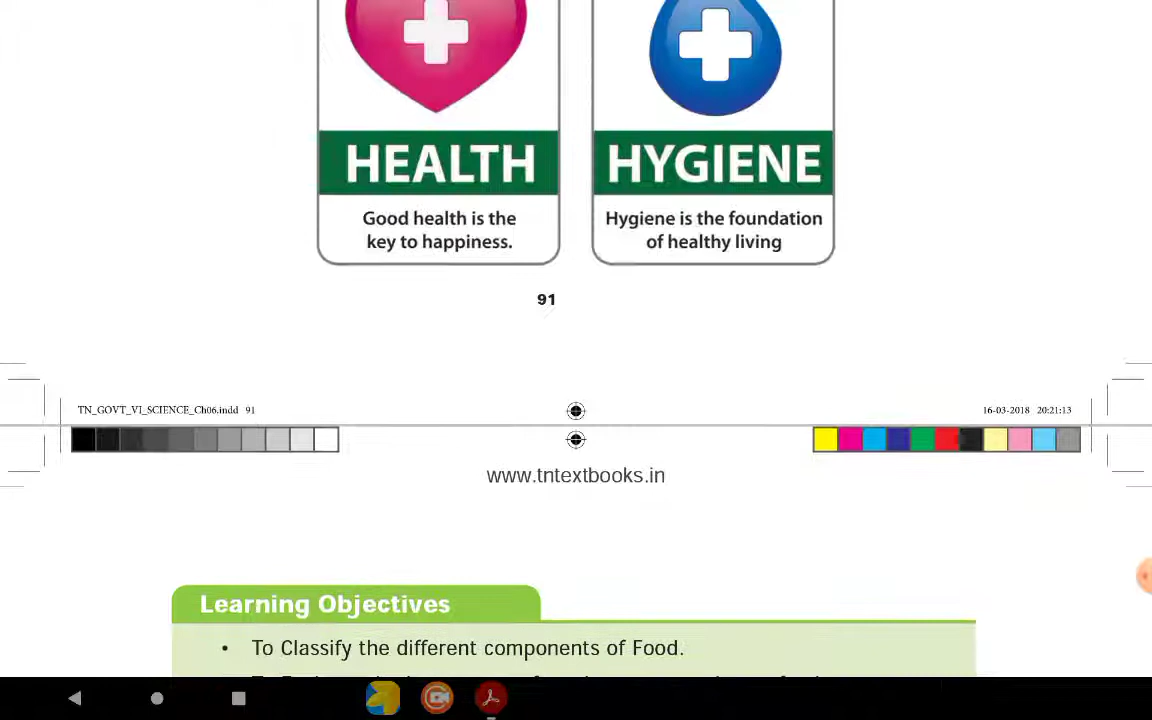 HEALTH
Good health is the
key to happiness.
HYGIENE
Hygiene is the foundation
of healthy living
91
TN_GOVT_VI_SCIENCE_Ch06.indd 91
16-03-2018 20:21:13
www.tntextbooks.in
Learning Objectives
• To Classify the different components of Food.